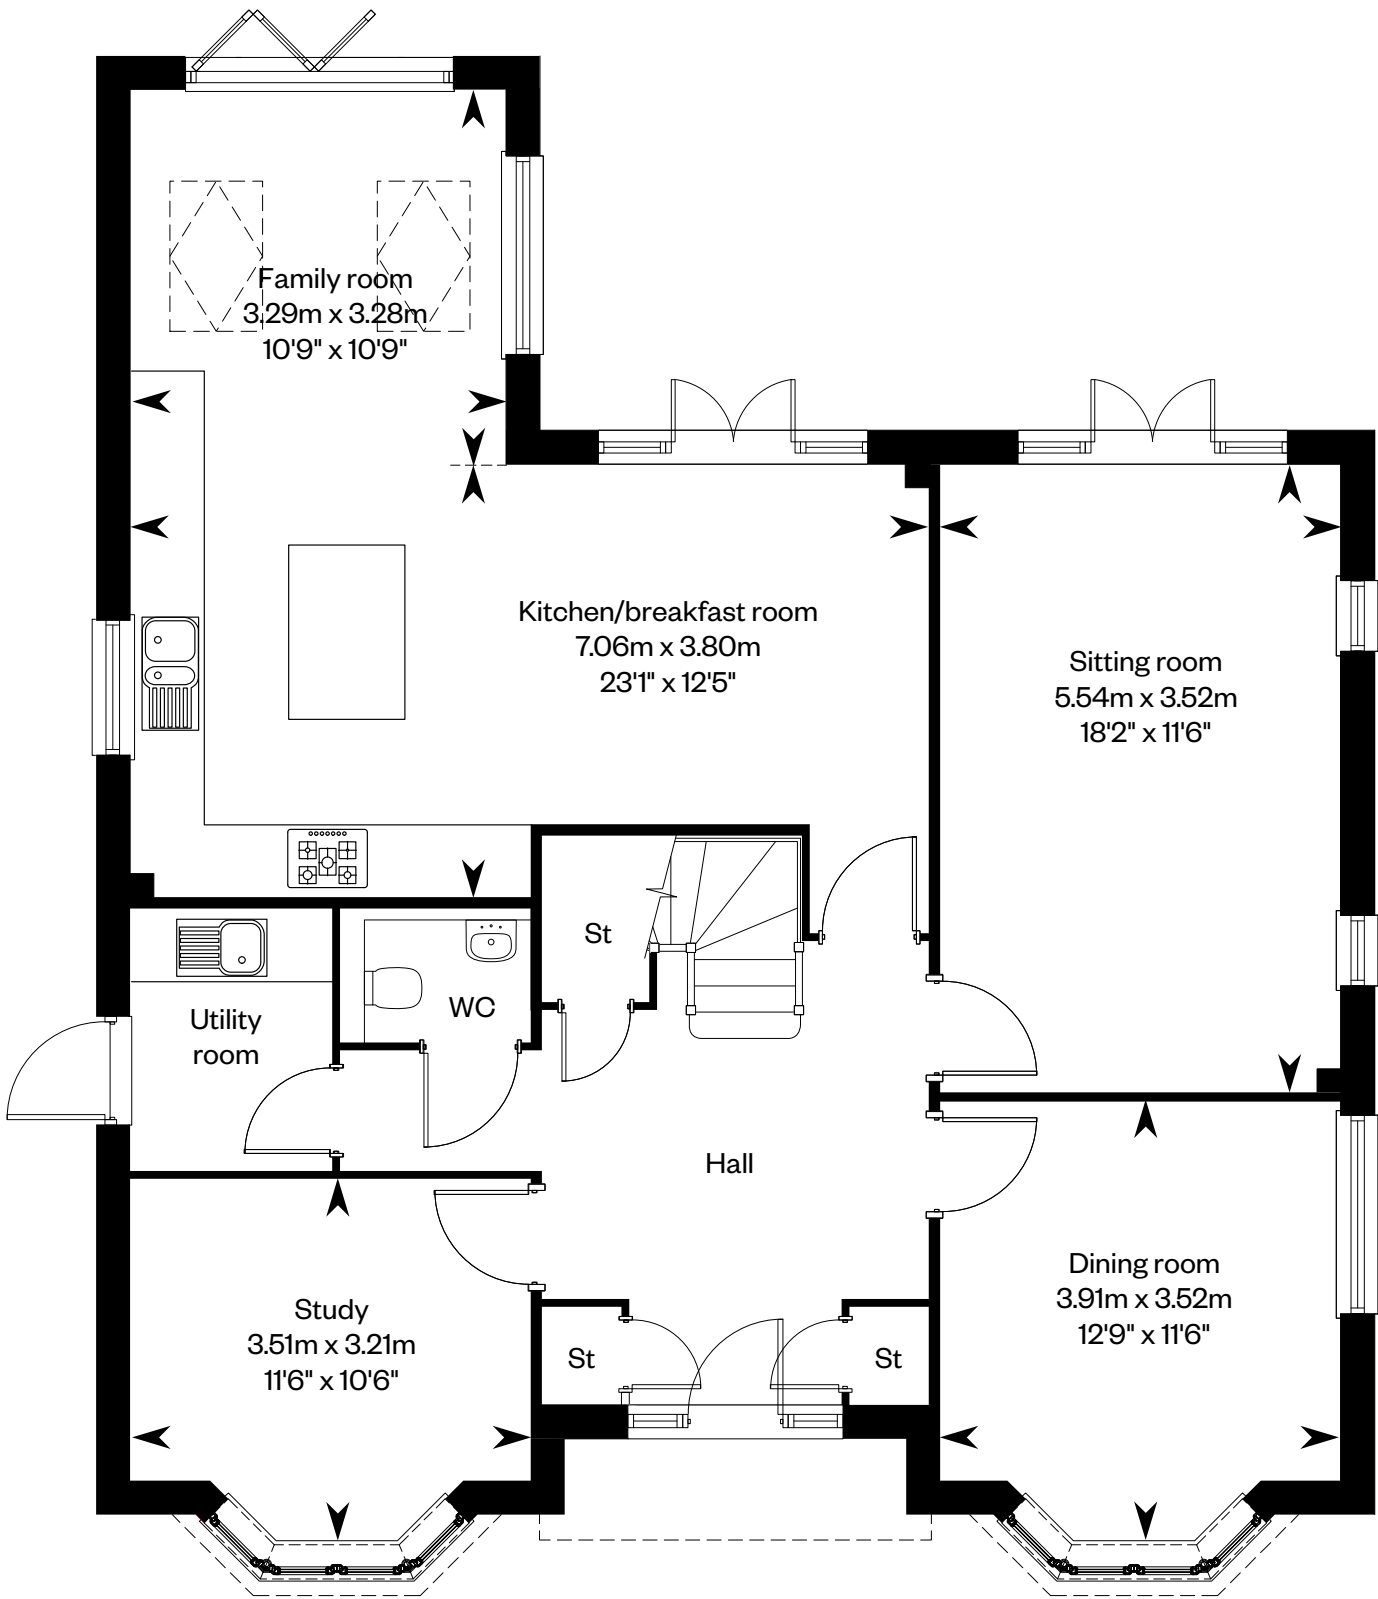 Family room
3.29m x 3.28m
10'9" x 10'9"
Kitchen/breakfast room
7.06m x 3.80m
23'1" x 12'5"
Sitting room
5.54m x 3.52m
18'2" x 11'6"
St
WC
Utility
room
Hall
Dining room
3.91m x 3.52m
12'9" x 11'6"
Study
3.51m x 3.21m
11'6" x 10'6"
St
St